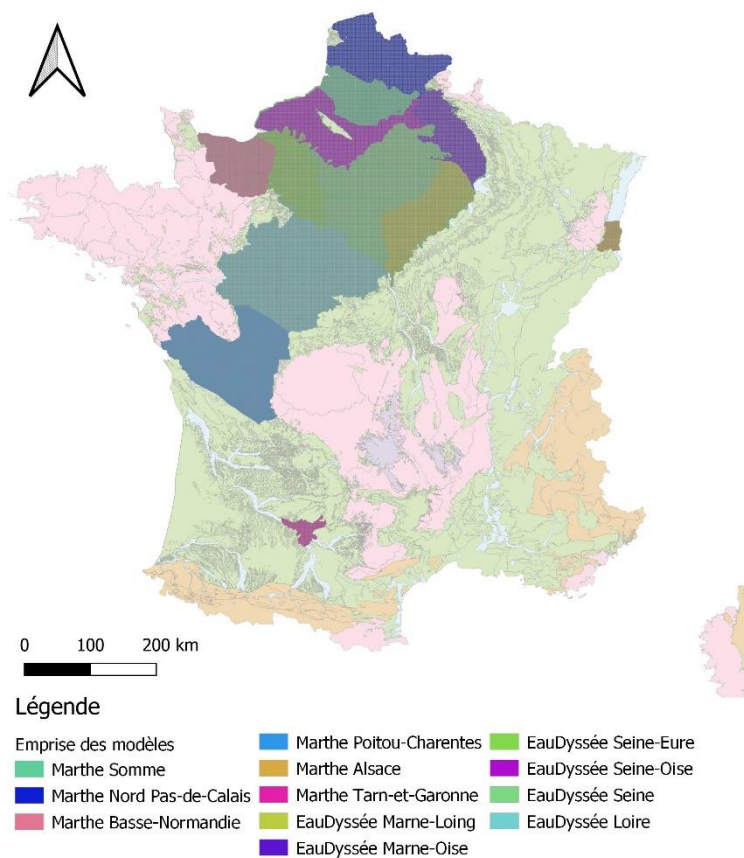 0 100 200 km
Légende
Emprise des modèles
Marthe Somme
Marthe Nord Pas-de-Calais
Marthe Basse-Normandie
Marthe Poitou-Charentes
Marthe Alsace
Marthe Tarn-et-Garonne
EauDyssée Marne-Loing
EauDyssée Marne-Oise
EauDyssée Seine-Eure
EauDyssée Seine-Oise
EauDyssée Seine
EauDyssée Loire